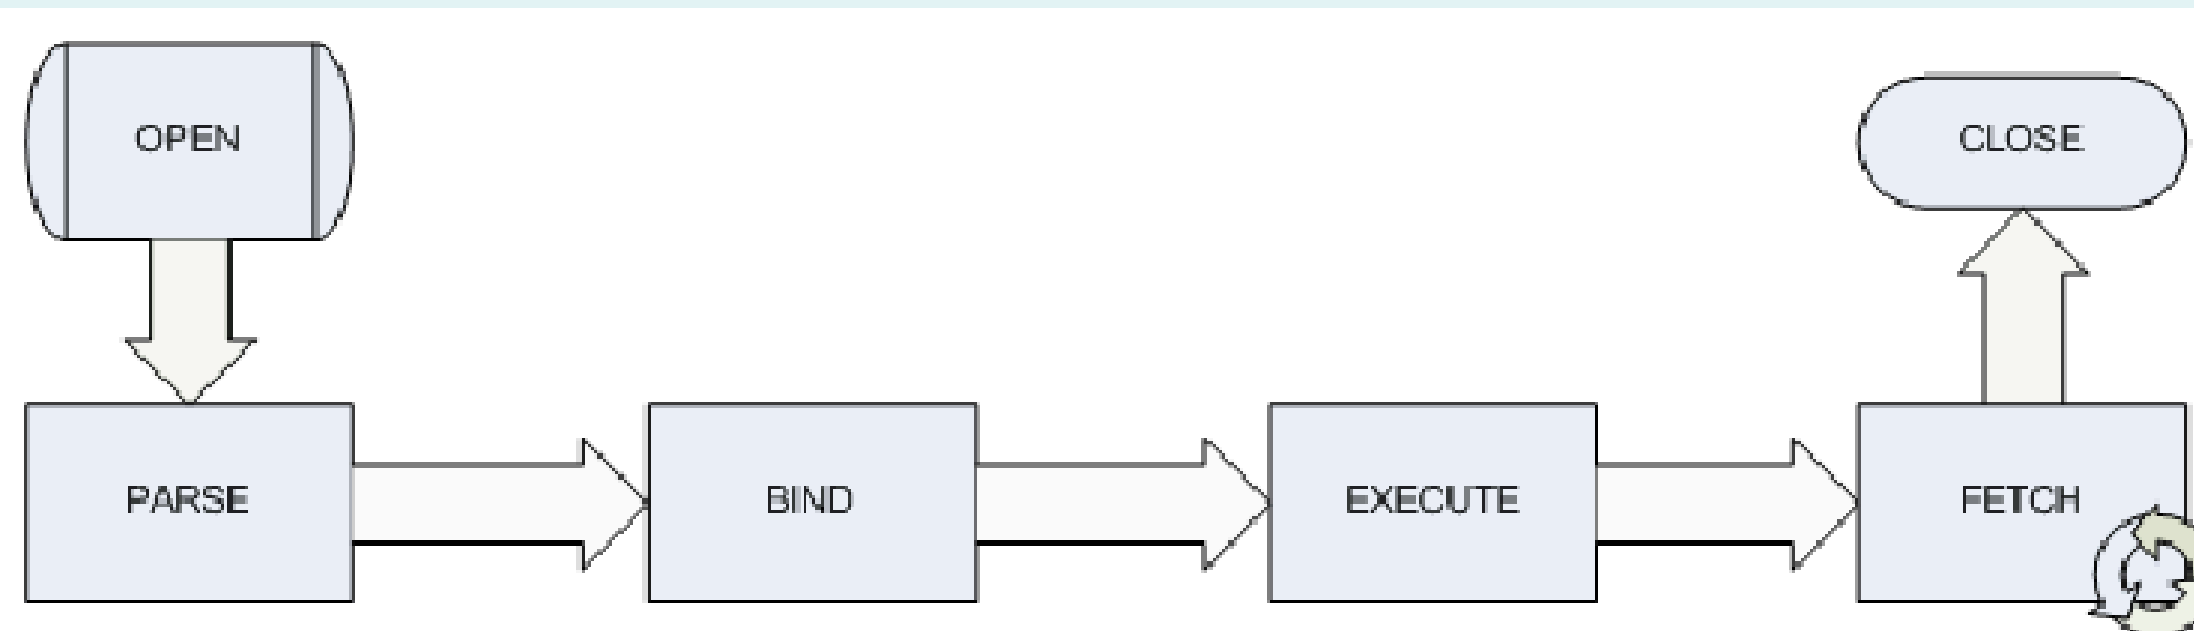 OPEN
CLOSE
PARSE
BIND
EXECUTE
FETCH